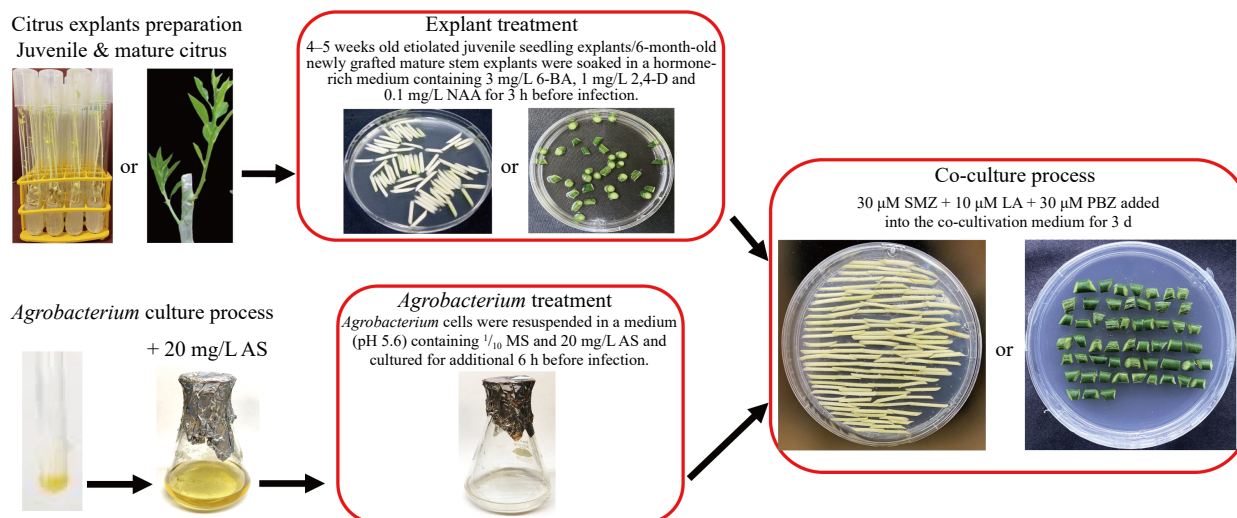 Citrus explants preparation
Juvenile & mature citrus
or
Explant treatment
4–5 weeks old etiolated juvenile seedling explants/6-month-old
newly grafted mature stem explants were soaked in a hormone-
rich medium containing 3 mg/L 6-BA, 1 mg/L 2,4-D and
0.1 mg/L NAA for 3 h before infection.
or
Agrobacterium culture process
+ 20 mg/L AS
Agrobacterium treatment
Agrobacterium cells were resuspended in a medium
(pH 5.6) containing 1/10 MS and 20 mg/L AS and
cultured for additional 6 h before infection.
Co-culture process
30 μM SMZ + 10 μM LA + 30 μM PBZ added
into the co-cultivation medium for 3 d
or